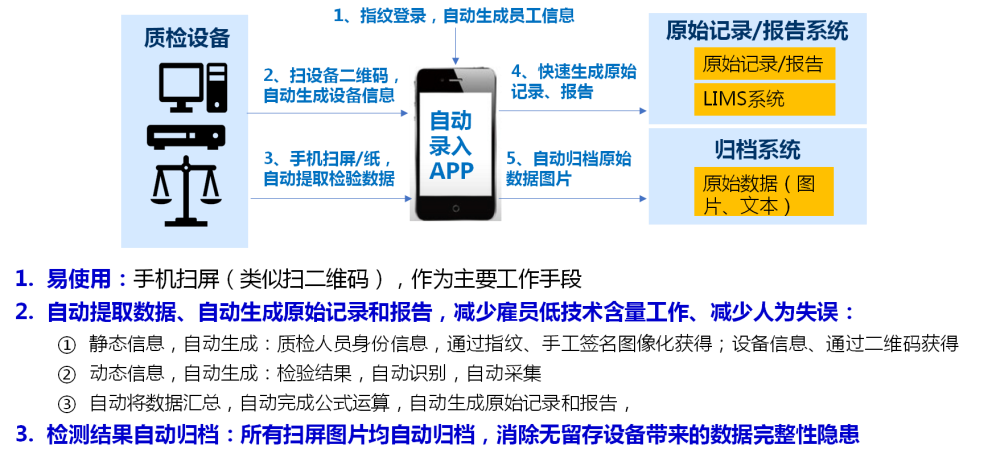 1、指纹登录，自动生成员工信息
质检设备
2、扫设备二维码，
自动生成设备信息
3、手机扫屏/纸，
自动提取检验数据
自动
录入
APP
4、快速生成原始
记录、报告
5、自动归档原始
数据图片
原始记录/报告系统
原始记录/报告
LIMS系统
归档系统
原始数据（图
片、文本）
1. 易使用：手机扫屏（类似扫二维码），作为主要工作手段
2. 自动提取数据、自动生成原始记录和报告，减少雇员低技术含量工作、减少人为失误：
① 静态信息，自动生成：质检人员身份信息，通过指纹、手工签名图像化获得；设备信息、通过二维码获得
② 动态信息，自动生成：检验结果，自动识别，自动采集
③ 自动将数据汇总，自动完成公式运算，自动生成原始记录和报告，
3. 检测结果自动归档：所有扫屏图片均自动归档，消除无留存设备带来的数据完整性隐患